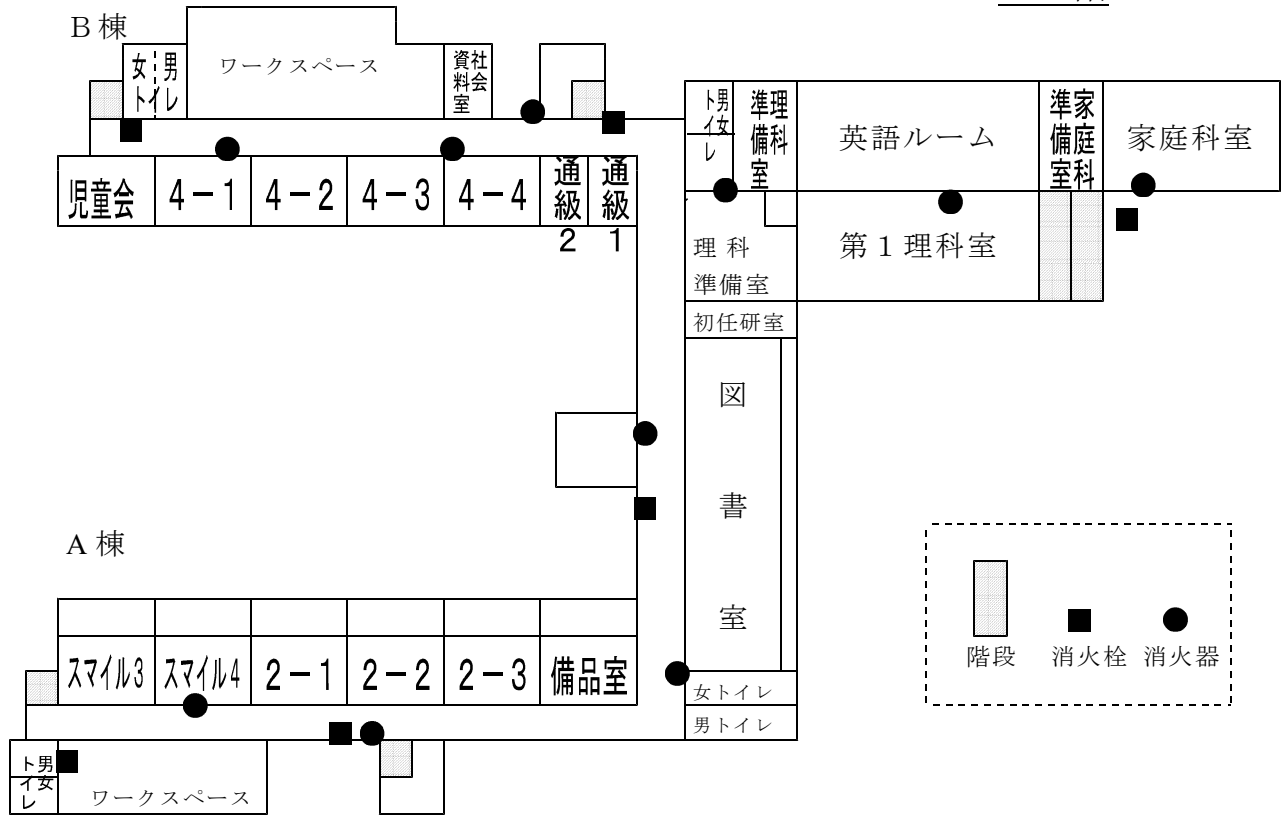 階
B棟
女トイレ
男
ワークスペース
社会資料室
児童会
4－1
4－2
4－3
4－4
通級2
通級1
男女トイレ
理科準備室
英語ルーム
家庭科準備室
家庭科室
理科
準備室
第1理科室
初任研室
図書室
A棟
スマイル3
スマイル4
2－1
2－2
2－3
備品室
女トイレ
男トイレ
男女トイレ
ワークスペース
階段
消火栓
消火器